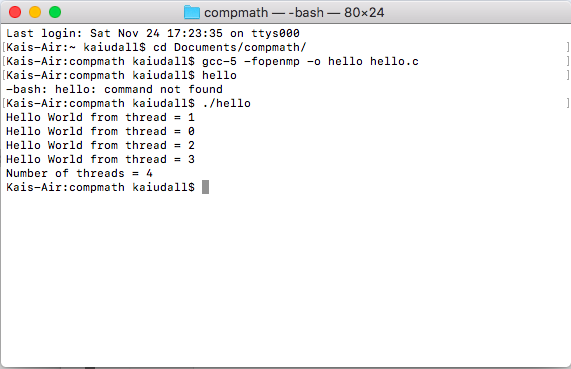 compmath — -bash — 80×24
Last login: Sat Nov 24 17:23:35 on ttys000
[Kais-Air:~ kaiudall$ cd Documents/compmath/ ]
[Kais-Air:compmath kaiudall$ gcc-5 -fopenmp -o hello hello.c ]
[Kais-Air:compmath kaiudall$ hello ]
-bash: hello: command not found
[Kais-Air:compmath kaiudall$ ./hello ]
Hello World from thread = 1
Hello World from thread = 0
Hello World from thread = 2
Hello World from thread = 3
Number of threads = 4
Kais-Air:compmath kaiudall$